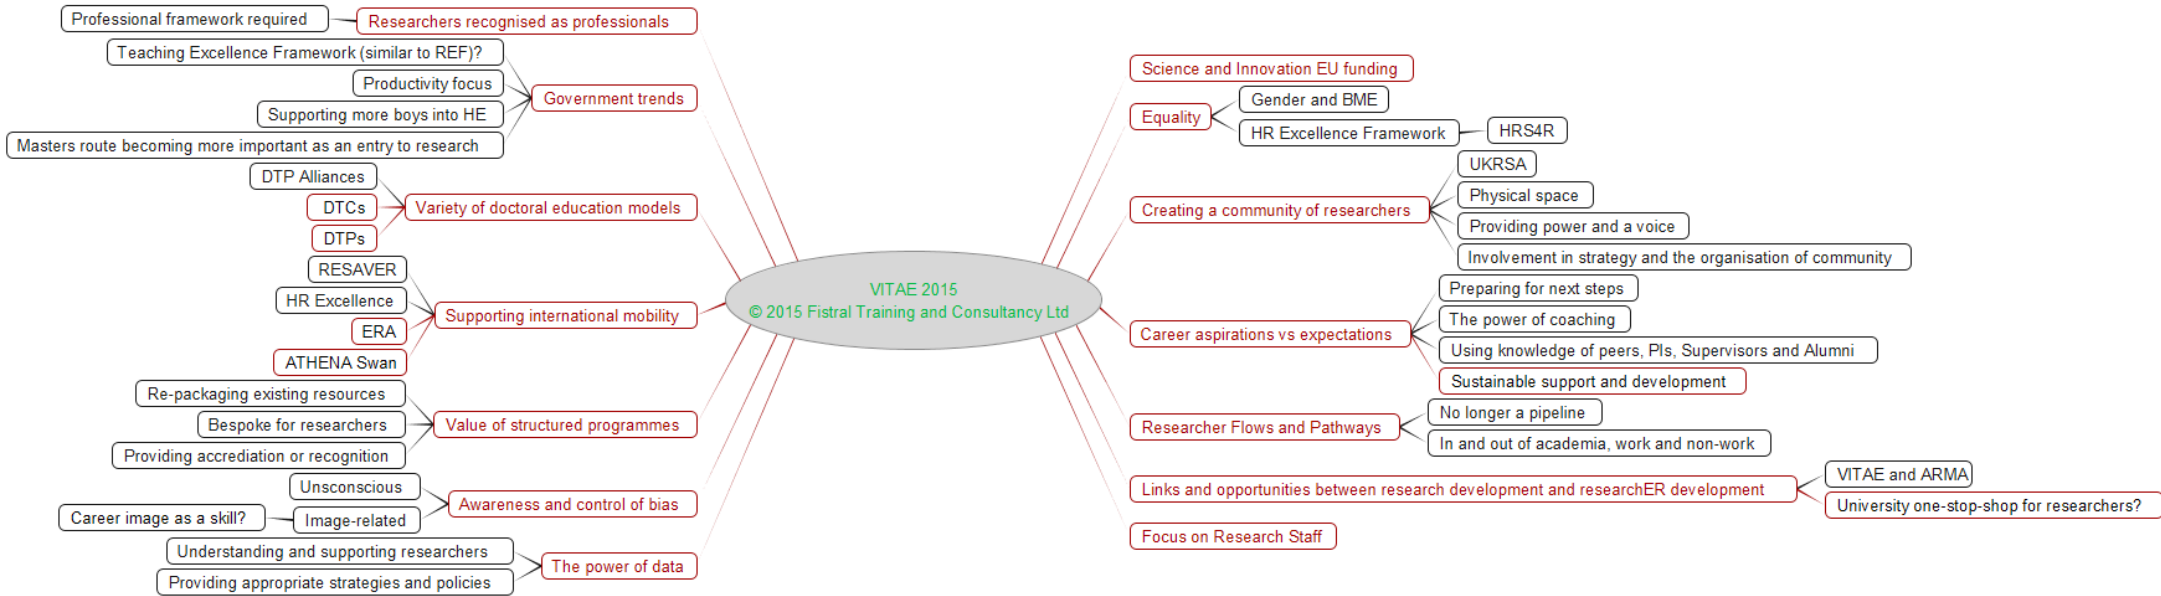 VITAE 2015
© 2015 Fistral Training and Consultancy Ltd
Researchers recognised as professionals
Professional framework required
Government trends
Teaching Excellence Framework (similar to REF)?
Productivity focus
Supporting more boys into HE
Masters route becoming more important as an entry to research
Variety of doctoral education models
DTP Alliances
DTCs
DTPs
Supporting international mobility
RESAVER
HR Excellence
ERA
ATHENA Swan
Value of structured programmes
Re-packaging existing resources
Bespoke for researchers
Providing accrediation or recognition
Awareness and control of bias
Unsconscious
Image-related
Career image as a skill?
The power of data
Understanding and supporting researchers
Providing appropriate strategies and policies
Science and Innovation EU funding
Equality
Gender and BME
HR Excellence Framework
HRS4R
Creating a community of researchers
UKRSA
Physical space
Providing power and a voice
Involvement in strategy and the organisation of community
Career aspirations vs expectations
Preparing for next steps
The power of coaching
Using knowledge of peers, PIs, Supervisors and Alumni
Sustainable support and development
Researcher Flows and Pathways
No longer a pipeline
In and out of academia, work and non-work
Links and opportunities between research development and researchER development
VITAE and ARMA
University one-stop-shop for researchers?
Focus on Research Staff